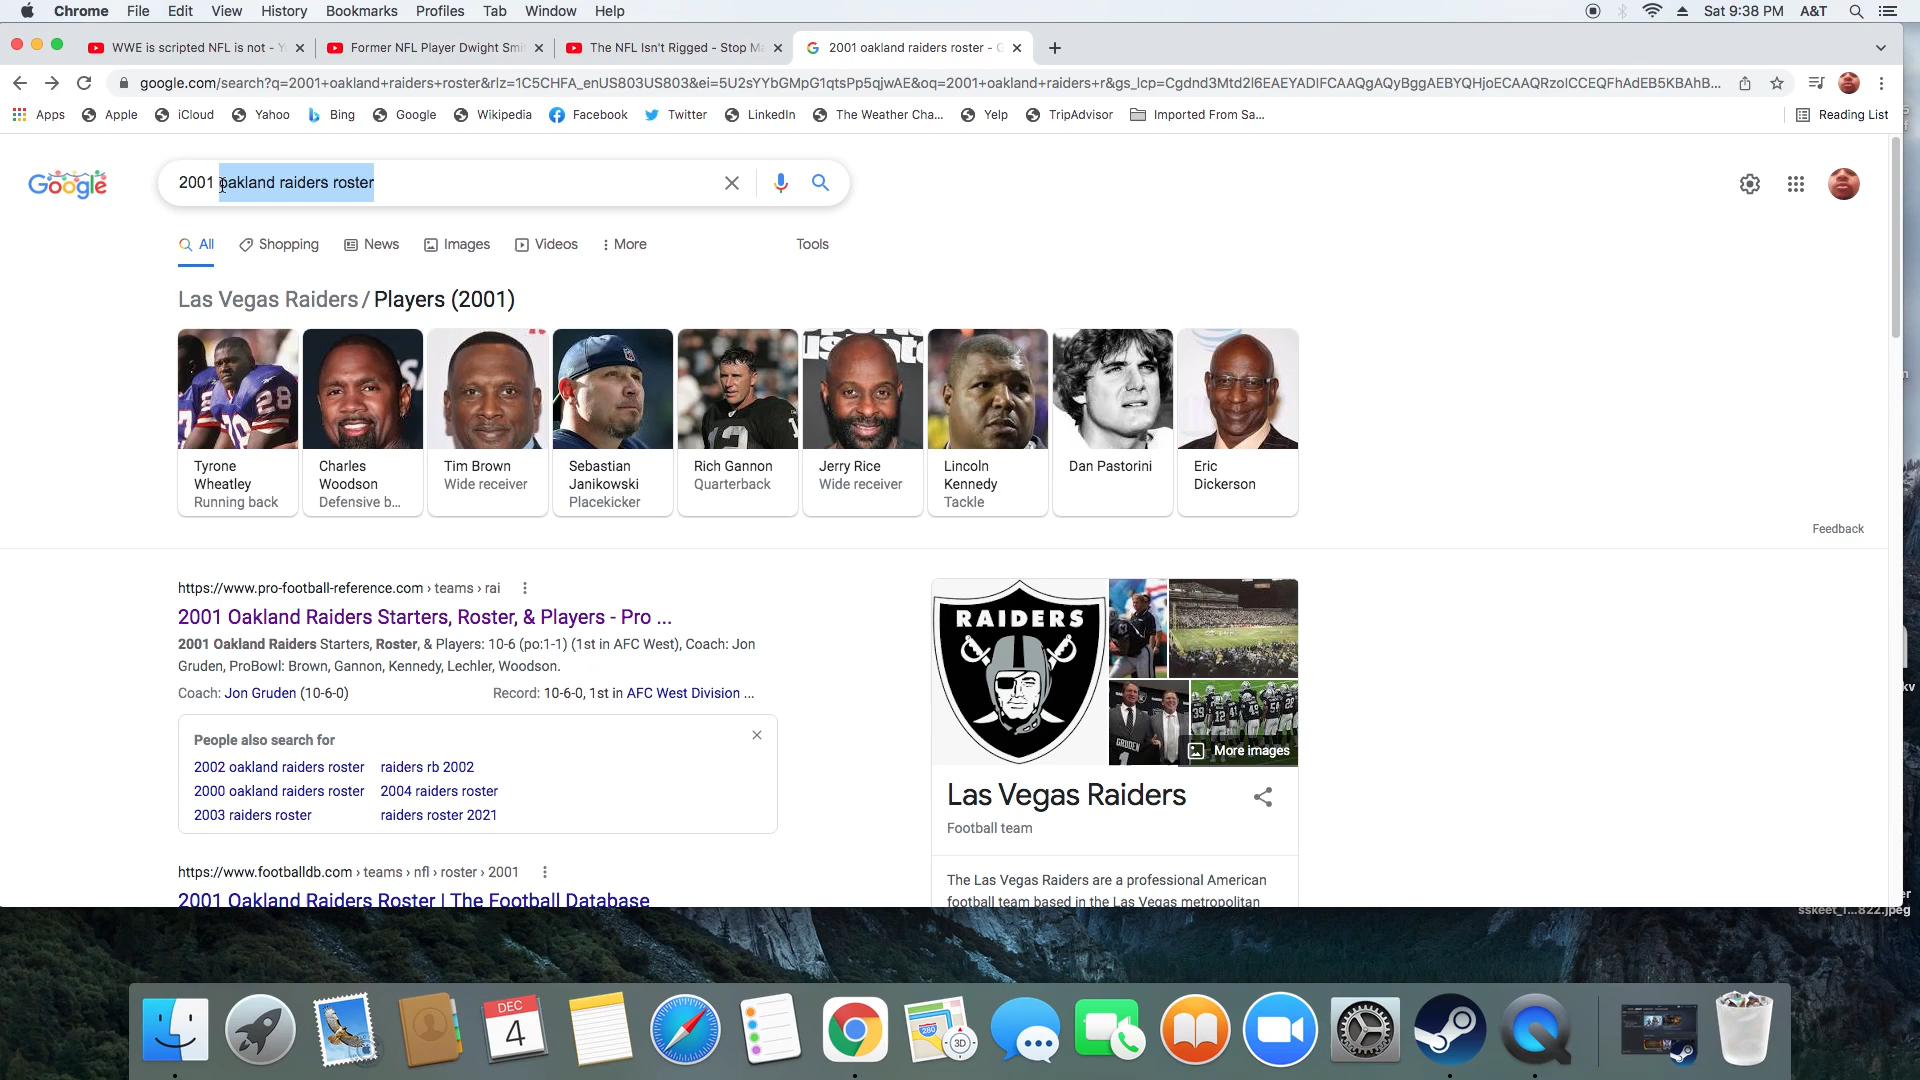 Chrome File Edit View History Bookmarks Profiles Tab Window Help Sat 9:38 PM A&T
WWE is scripted NFL is not - Former NFL Player Dwight Smi The NFL Isn't Rigged - Stop M 2001 oakland raiders roster - G
google.com/search?q=2001+oakland+raiders+roster&rlz=1C5CHFA_enUS803US803&ei=5U2sYYbGMpG1qtsPp5qjwAE&oq=2001+oakland+raiders+r&gs_lcp=Cgdnd3Mtd2l6EAEYADIFCAAQgAQyBggAEBYQHjoECAAQRzoICCEQFhAdEB5KBAhB...
Apps Apple iCloud Yahoo Bing Google Wikipedia Facebook Twitter LinkedIn The Weather Cha... Yelp TripAdvisor Imported From Sa... Reading List
Google 2001 oakland raiders roster
All Shopping News Images Videos More Tools
Las Vegas Raiders / Players (2001)
28
12
Tyrone Wheatley
Running back
Charles Woodson
Defensive b...
Tim Brown
Wide receiver
Sebastian Janikowski
Placekicker
Rich Gannon
Quarterback
Jerry Rice
Wide receiver
Lincoln Kennedy
Tackle
Dan Pastorini
Eric Dickerson
Feedback
https://www.pro-football-reference.com › teams › rai
2001 Oakland Raiders Starters, Roster, & Players - Pro ...
2001 Oakland Raiders Starters, Roster, & Players: 10-6 (po:1-1) (1st in AFC West), Coach: Jon
Gruden, ProBowl: Brown, Gannon, Kennedy, Lechler, Woodson.
Coach: Jon Gruden (10-6-0) Record: 10-6-0, 1st in AFC West Division ...
People also search for
2002 oakland raiders roster raiders rb 2002
2000 oakland raiders roster 2004 raiders roster
2003 raiders roster raiders roster 2021
https://www.footballdb.com › teams › nfl › roster › 2001
2001 Oakland Raiders Roster | The Football Database
RAIDERS
GRUDEN
More images
Las Vegas Raiders
Football team
The Las Vegas Raiders are a professional American
football team based in the Las Vegas metropolitan
sskeet_l...822.jpeg
DEC
4
280
3D